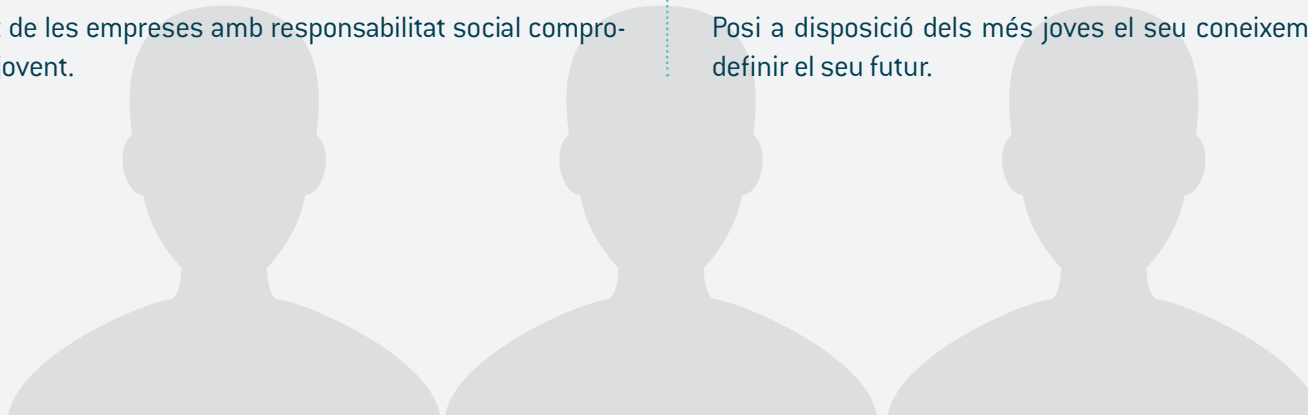 de les empreses amb responsabilitat social compro-
jovent.
Posi a disposició dels més joves el seu coneixem
definir el seu futur.